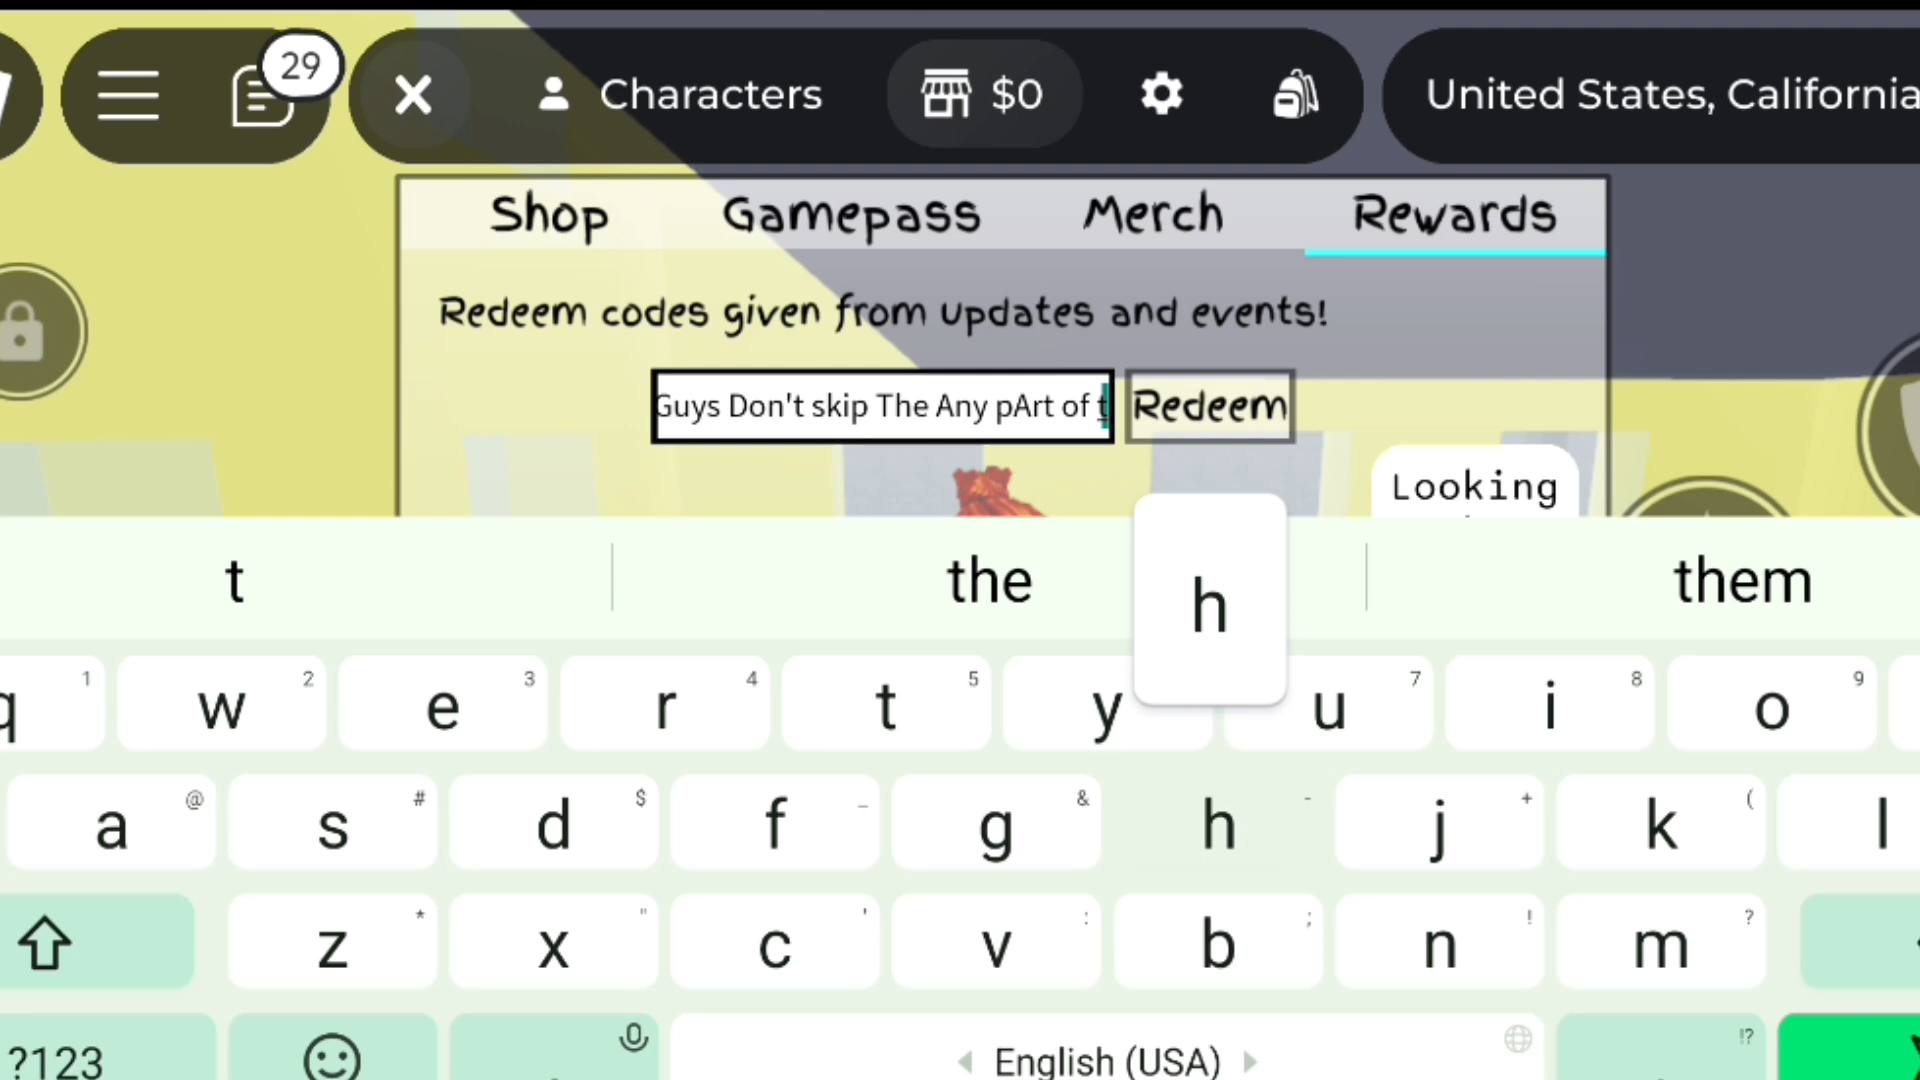 29
Characters
$0
United States, California
Shop Gamepass Merch Rewards
Redeem codes given from updates and events!
Guys Don't skip The Any pArt of t
Redeem
Looking
t the them
h
q 1 w 2 e 3 r 4 t 5 y u 7 i 8 o 9
a @ s # d $ f _ g & h - j + k ( l
z * x " c ' v : b ; n ! m ?
?123 English (USA) !?